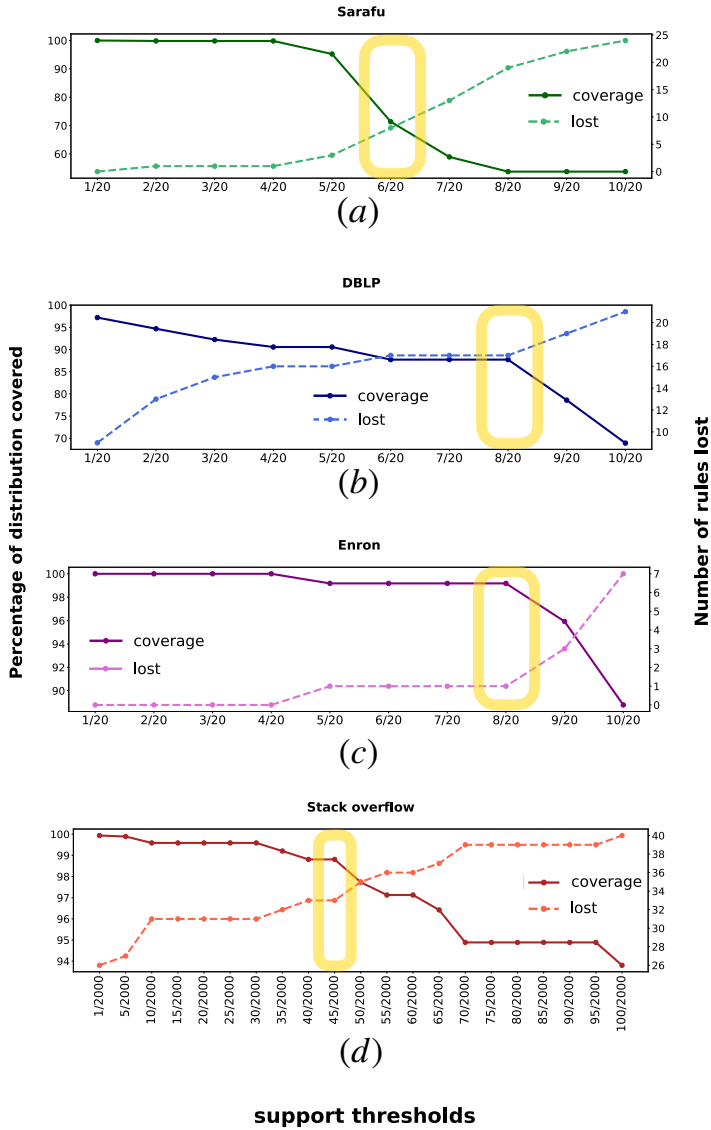 Sarafu
100
90
80
70
60
25
20
15
10
5
0
coverage
lost
1/20 2/20 3/20 4/20 5/20 6/20 7/20 8/20 9/20 10/20
(a)
DBLP
100
95
90
85
80
75
70
20
18
16
14
12
10
coverage
lost
1/20 2/20 3/20 4/20 5/20 6/20 7/20 8/20 9/20 10/20
(b)
Percentage of distribution covered
Number of rules lost
Enron
100
98
96
94
92
90
7
6
5
4
3
2
1
0
coverage
lost
1/20 2/20 3/20 4/20 5/20 6/20 7/20 8/20 9/20 10/20
(c)
Stack overflow
100
99
98
97
96
95
94
40
38
36
34
32
30
28
26
coverage
lost
1/2000 5/2000 10/2000 15/2000 20/2000 25/2000 30/2000 35/2000 40/2000 45/2000 50/2000 55/2000 60/2000 65/2000 70/2000 75/2000 80/2000 85/2000 90/2000 95/2000 100/2000
(d)
support thresholds